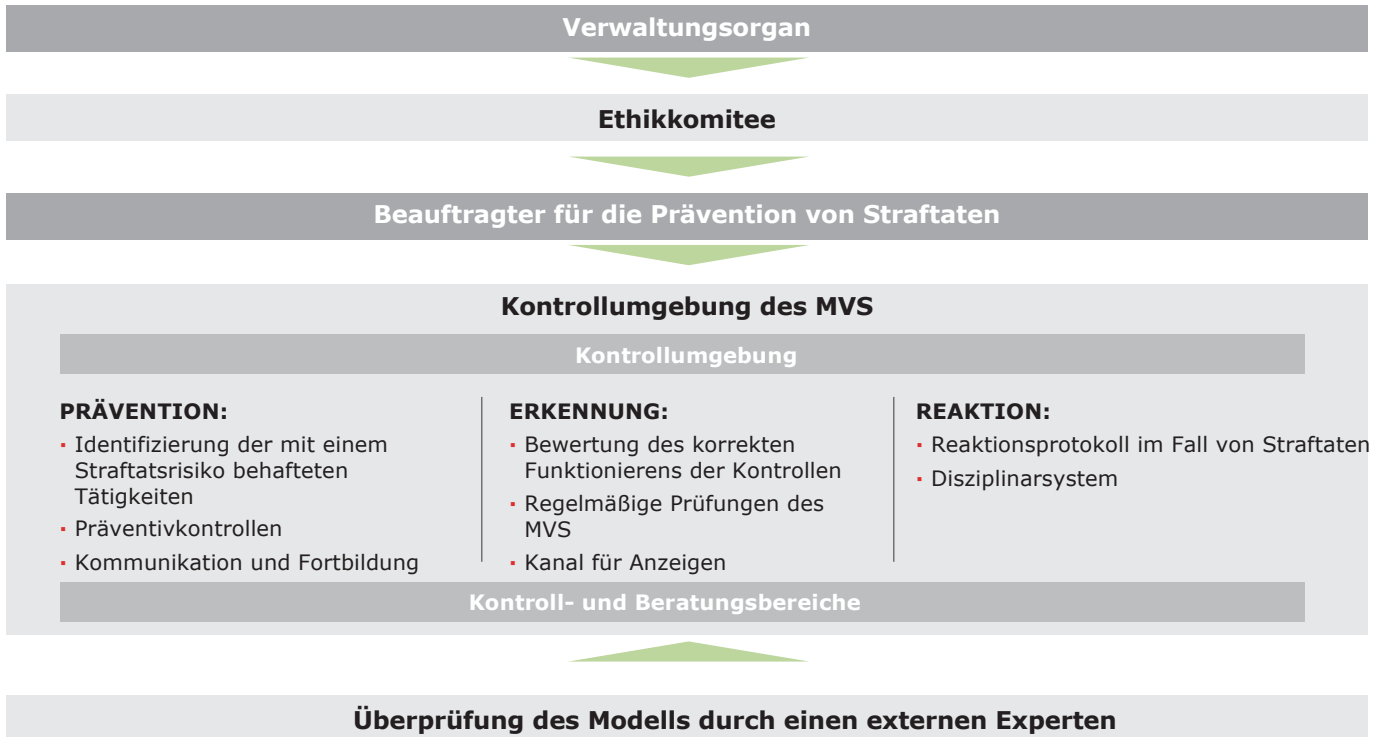 Verwaltungsorgan
Ethikkomitee
Beauftragter für die Prävention von Straftaten
Kontrollumgebung des MVS
Kontrollumgebung
PRÄVENTION:
· Identifizierung der mit einem
Straftatsrisiko behafteten
Tätigkeiten
· Präventivkontrollen
· Kommunikation und Fortbildung
ERKENNUNG:
· Bewertung des korrekten
Funktionierens der Kontrollen
· Regelmäßige Prüfungen des
MVS
· Kanal für Anzeigen
REAKTION:
· Reaktionsprotokoll im Fall von Straftaten
· Disziplinarsystem
Kontroll- und Beratungsbereiche
Überprüfung des Modells durch einen externen Experten